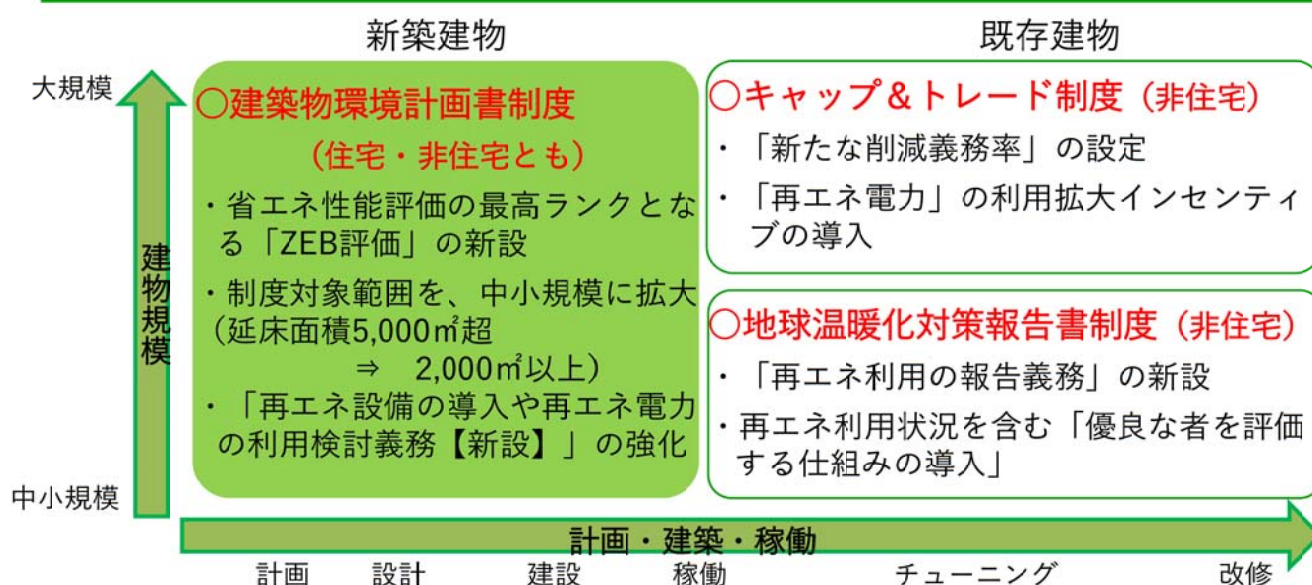 新築建物
既存建物
大規模
建物規模
中小規模
○建築物環境計画書制度
（住宅・非住宅とも）
・省エネ性能評価の最高ランクとな
る「ZEB評価」の新設
・制度対象範囲を、中小規模に拡大
（延床面積5,000㎡超
⇒ 2,000㎡以上）
・「再エネ設備の導入や再エネ電力
の利用検討義務【新設】」の強化
○キャップ＆トレード制度（非住宅）
・「新たな削減義務率」の設定
・「再エネ電力」の利用拡大インセンティ
ブの導入
○地球温暖化対策報告書制度（非住宅）
・「再エネ利用の報告義務」の新設
・再エネ利用状況を含む「優良な者を評価
する仕組みの導入」
計画・建築・稼働
計画 設計 建設 稼働 チューニング 改修